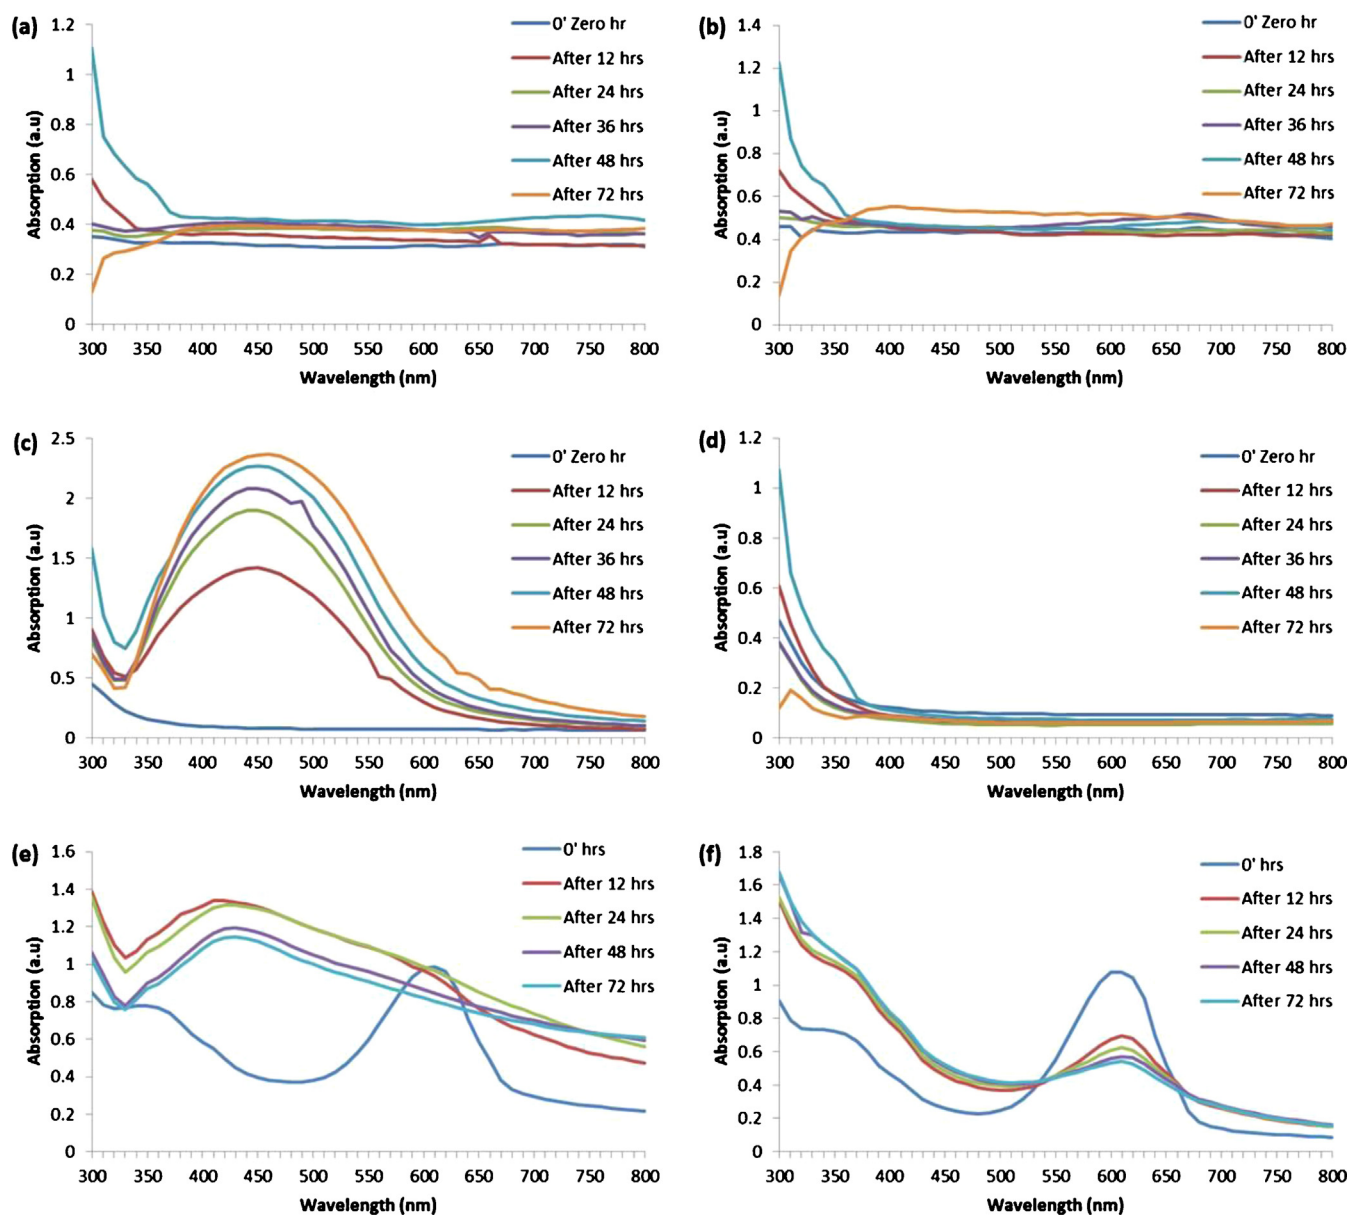 (a)
1.2
1
0.8
0.6
0.4
0.2
0
Absorption (a.u)
300 350 400 450 500 550 600 650 700 750 800
Wavelength (nm)
0' Zero hr
After 12 hrs
After 24 hrs
After 36 hrs
After 48 hrs
After 72 hrs
(b)
1.4
1.2
1
0.8
0.6
0.4
0.2
0
Absorption (a.u)
300 350 400 450 500 550 600 650 700 750 800
Wavelength (nm)
0' Zero hr
After 12 hrs
After 24 hrs
After 36 hrs
After 48 hrs
After 72 hrs
(c)
2.5
2
1.5
1
0.5
0
Absorption (a.u)
300 350 400 450 500 550 600 650 700 750 800
Wavelength (nm)
0' Zero hr
After 12 hrs
After 24 hrs
After 36 hrs
After 48 hrs
After 72 hrs
(d)
1.2
1
0.8
0.6
0.4
0.2
0
Absorption (a.u)
300 350 400 450 500 550 600 650 700 750 800
Wavelength (nm)
0' Zero hr
After 12 hrs
After 24 hrs
After 36 hrs
After 48 hrs
After 72 hrs
(e)
1.6
1.4
1.2
1
0.8
0.6
0.4
0.2
0
Absorption (a.u)
300 350 400 450 500 550 600 650 700 750 800
Wavelength (nm)
0' hrs
After 12 hrs
After 24 hrs
After 48 hrs
After 72 hrs
(f)
1.8
1.6
1.4
1.2
1
0.8
0.6
0.4
0.2
0
Absorption (a.u)
300 350 400 450 500 550 600 650 700 750 800
Wavelength (nm)
0' hrs
After 12 hrs
After 24 hrs
After 48 hrs
After 72 hrs